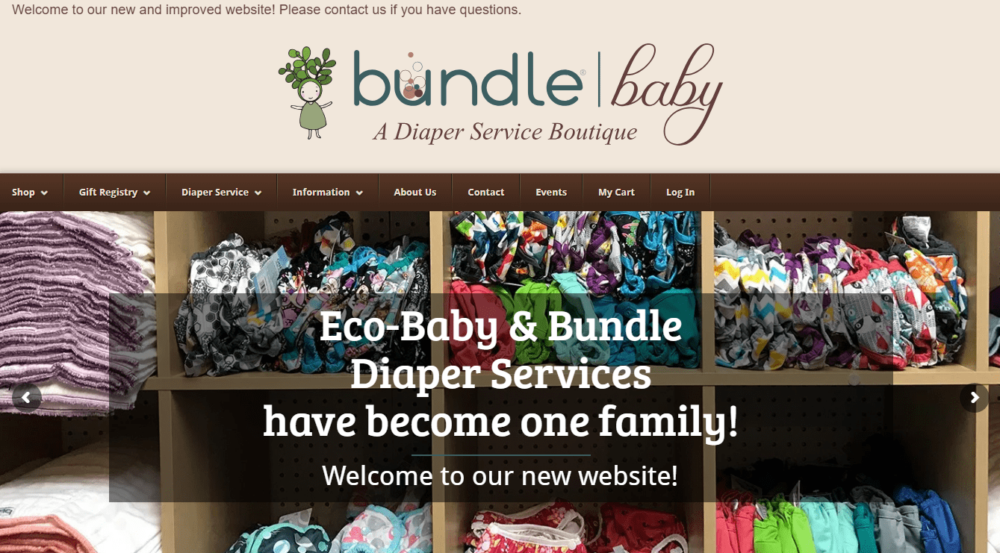 Welcome to our new and improved website! Please contact us if you have questions.
bundle® | baby
A Diaper Service Boutique
Shop Gift Registry Diaper Service Information About Us Contact Events My Cart Log In
Eco-Baby & Bundle
Diaper Services
have become one family!
Welcome to our new website!